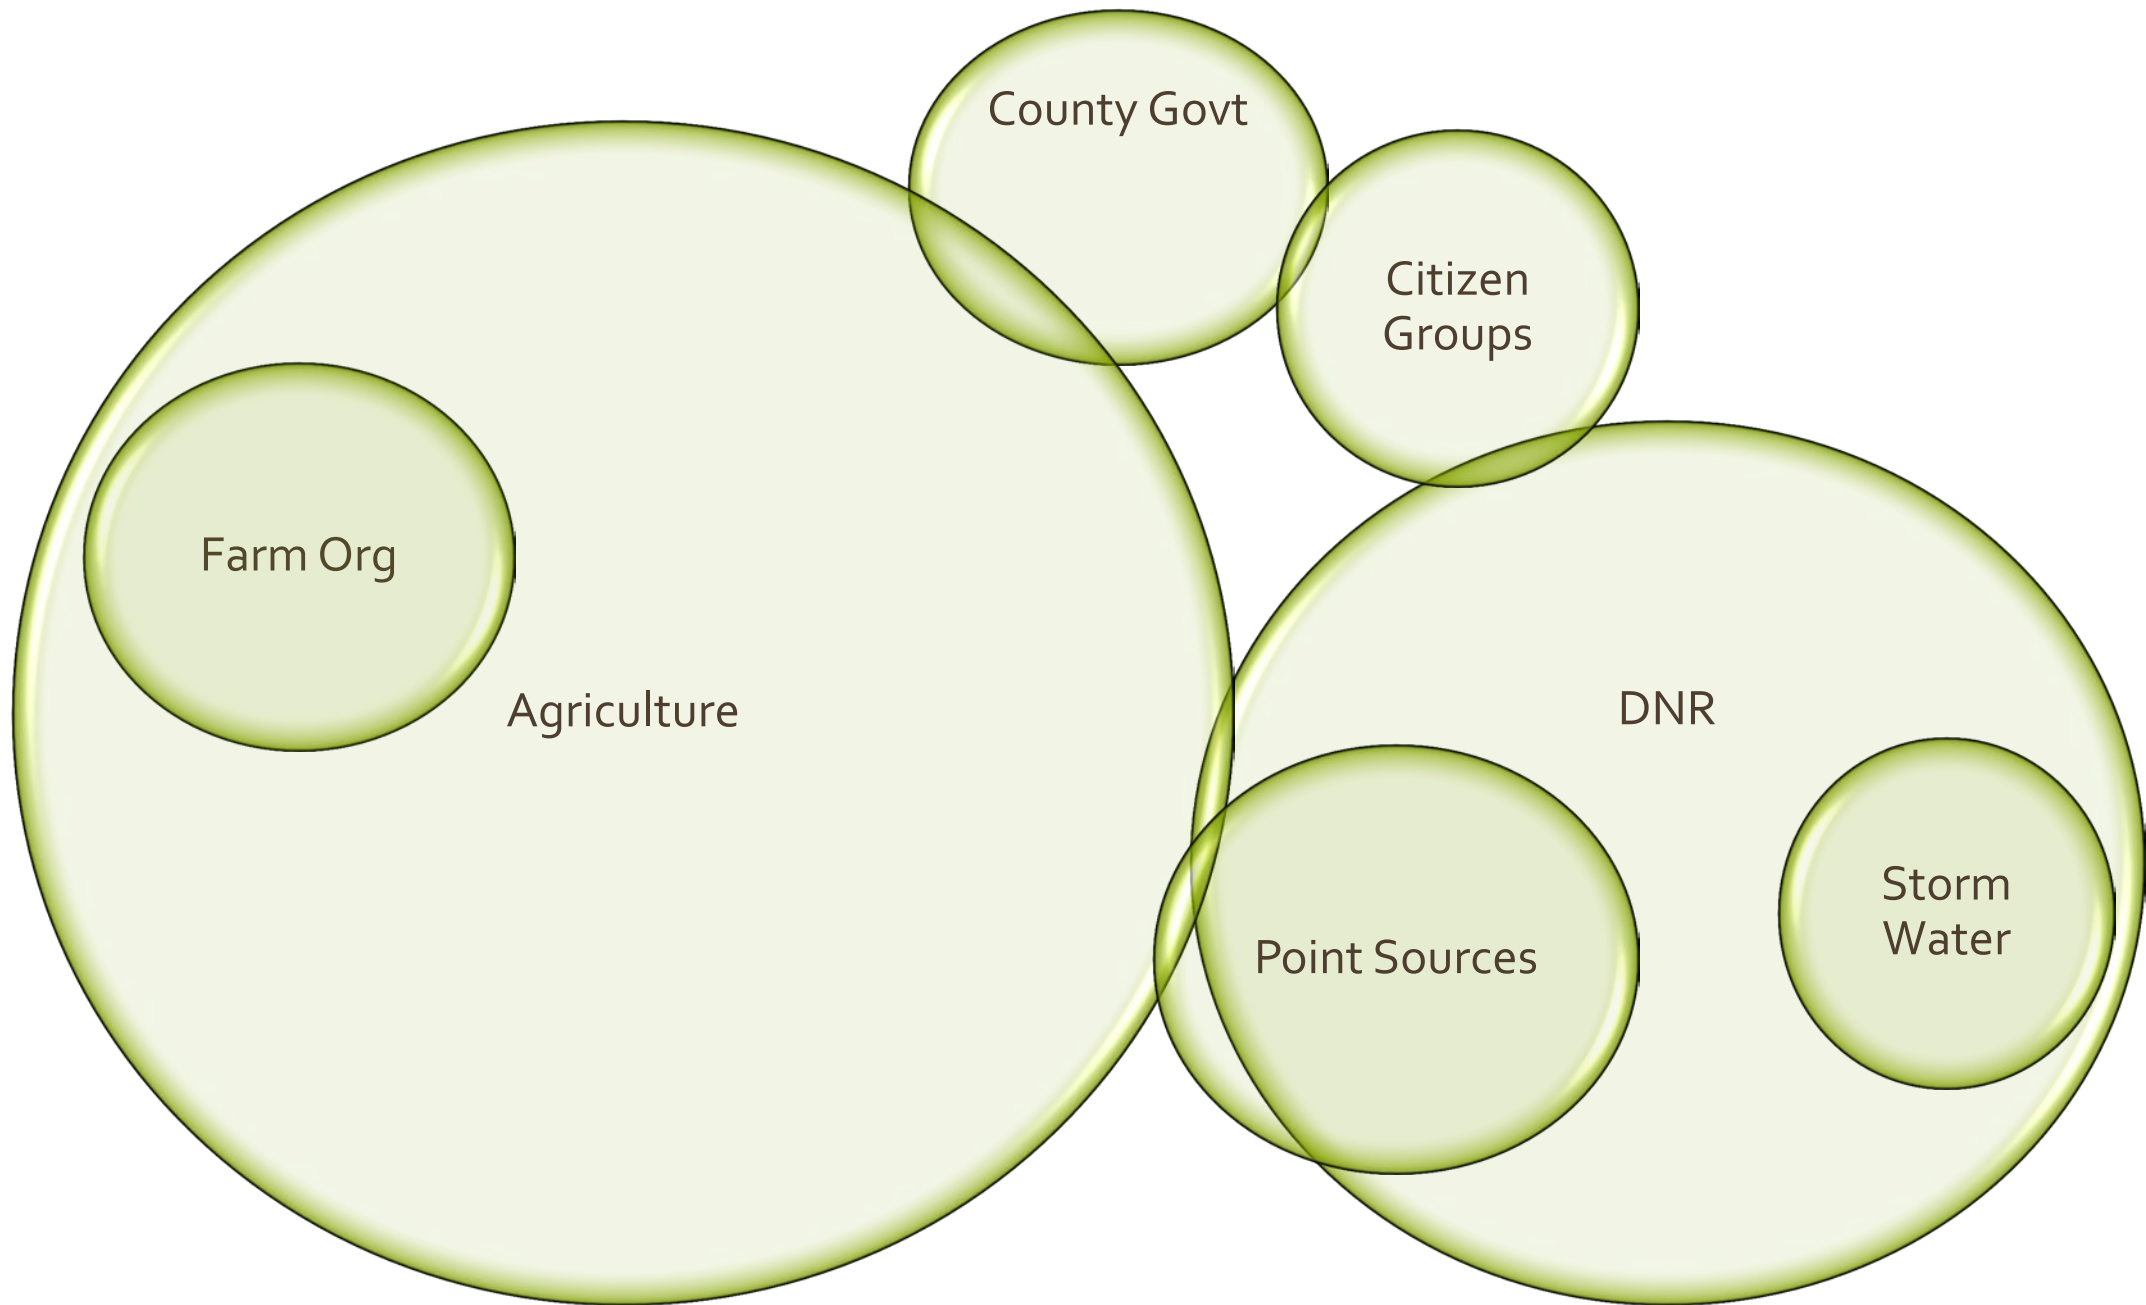 County Govt
Citizen
Groups
Farm Org
Agriculture
DNR
Storm
Water
Point Sources